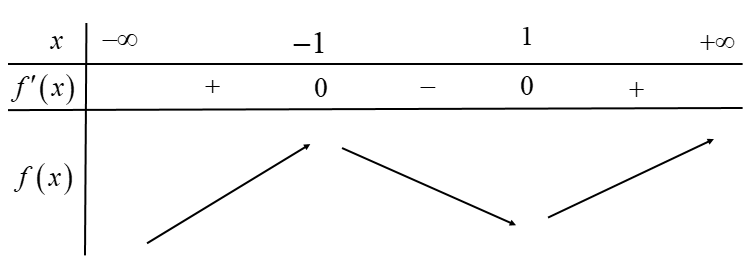 x −∞ −1 1 +∞
f′(x) + 0 − 0 +
f(x)